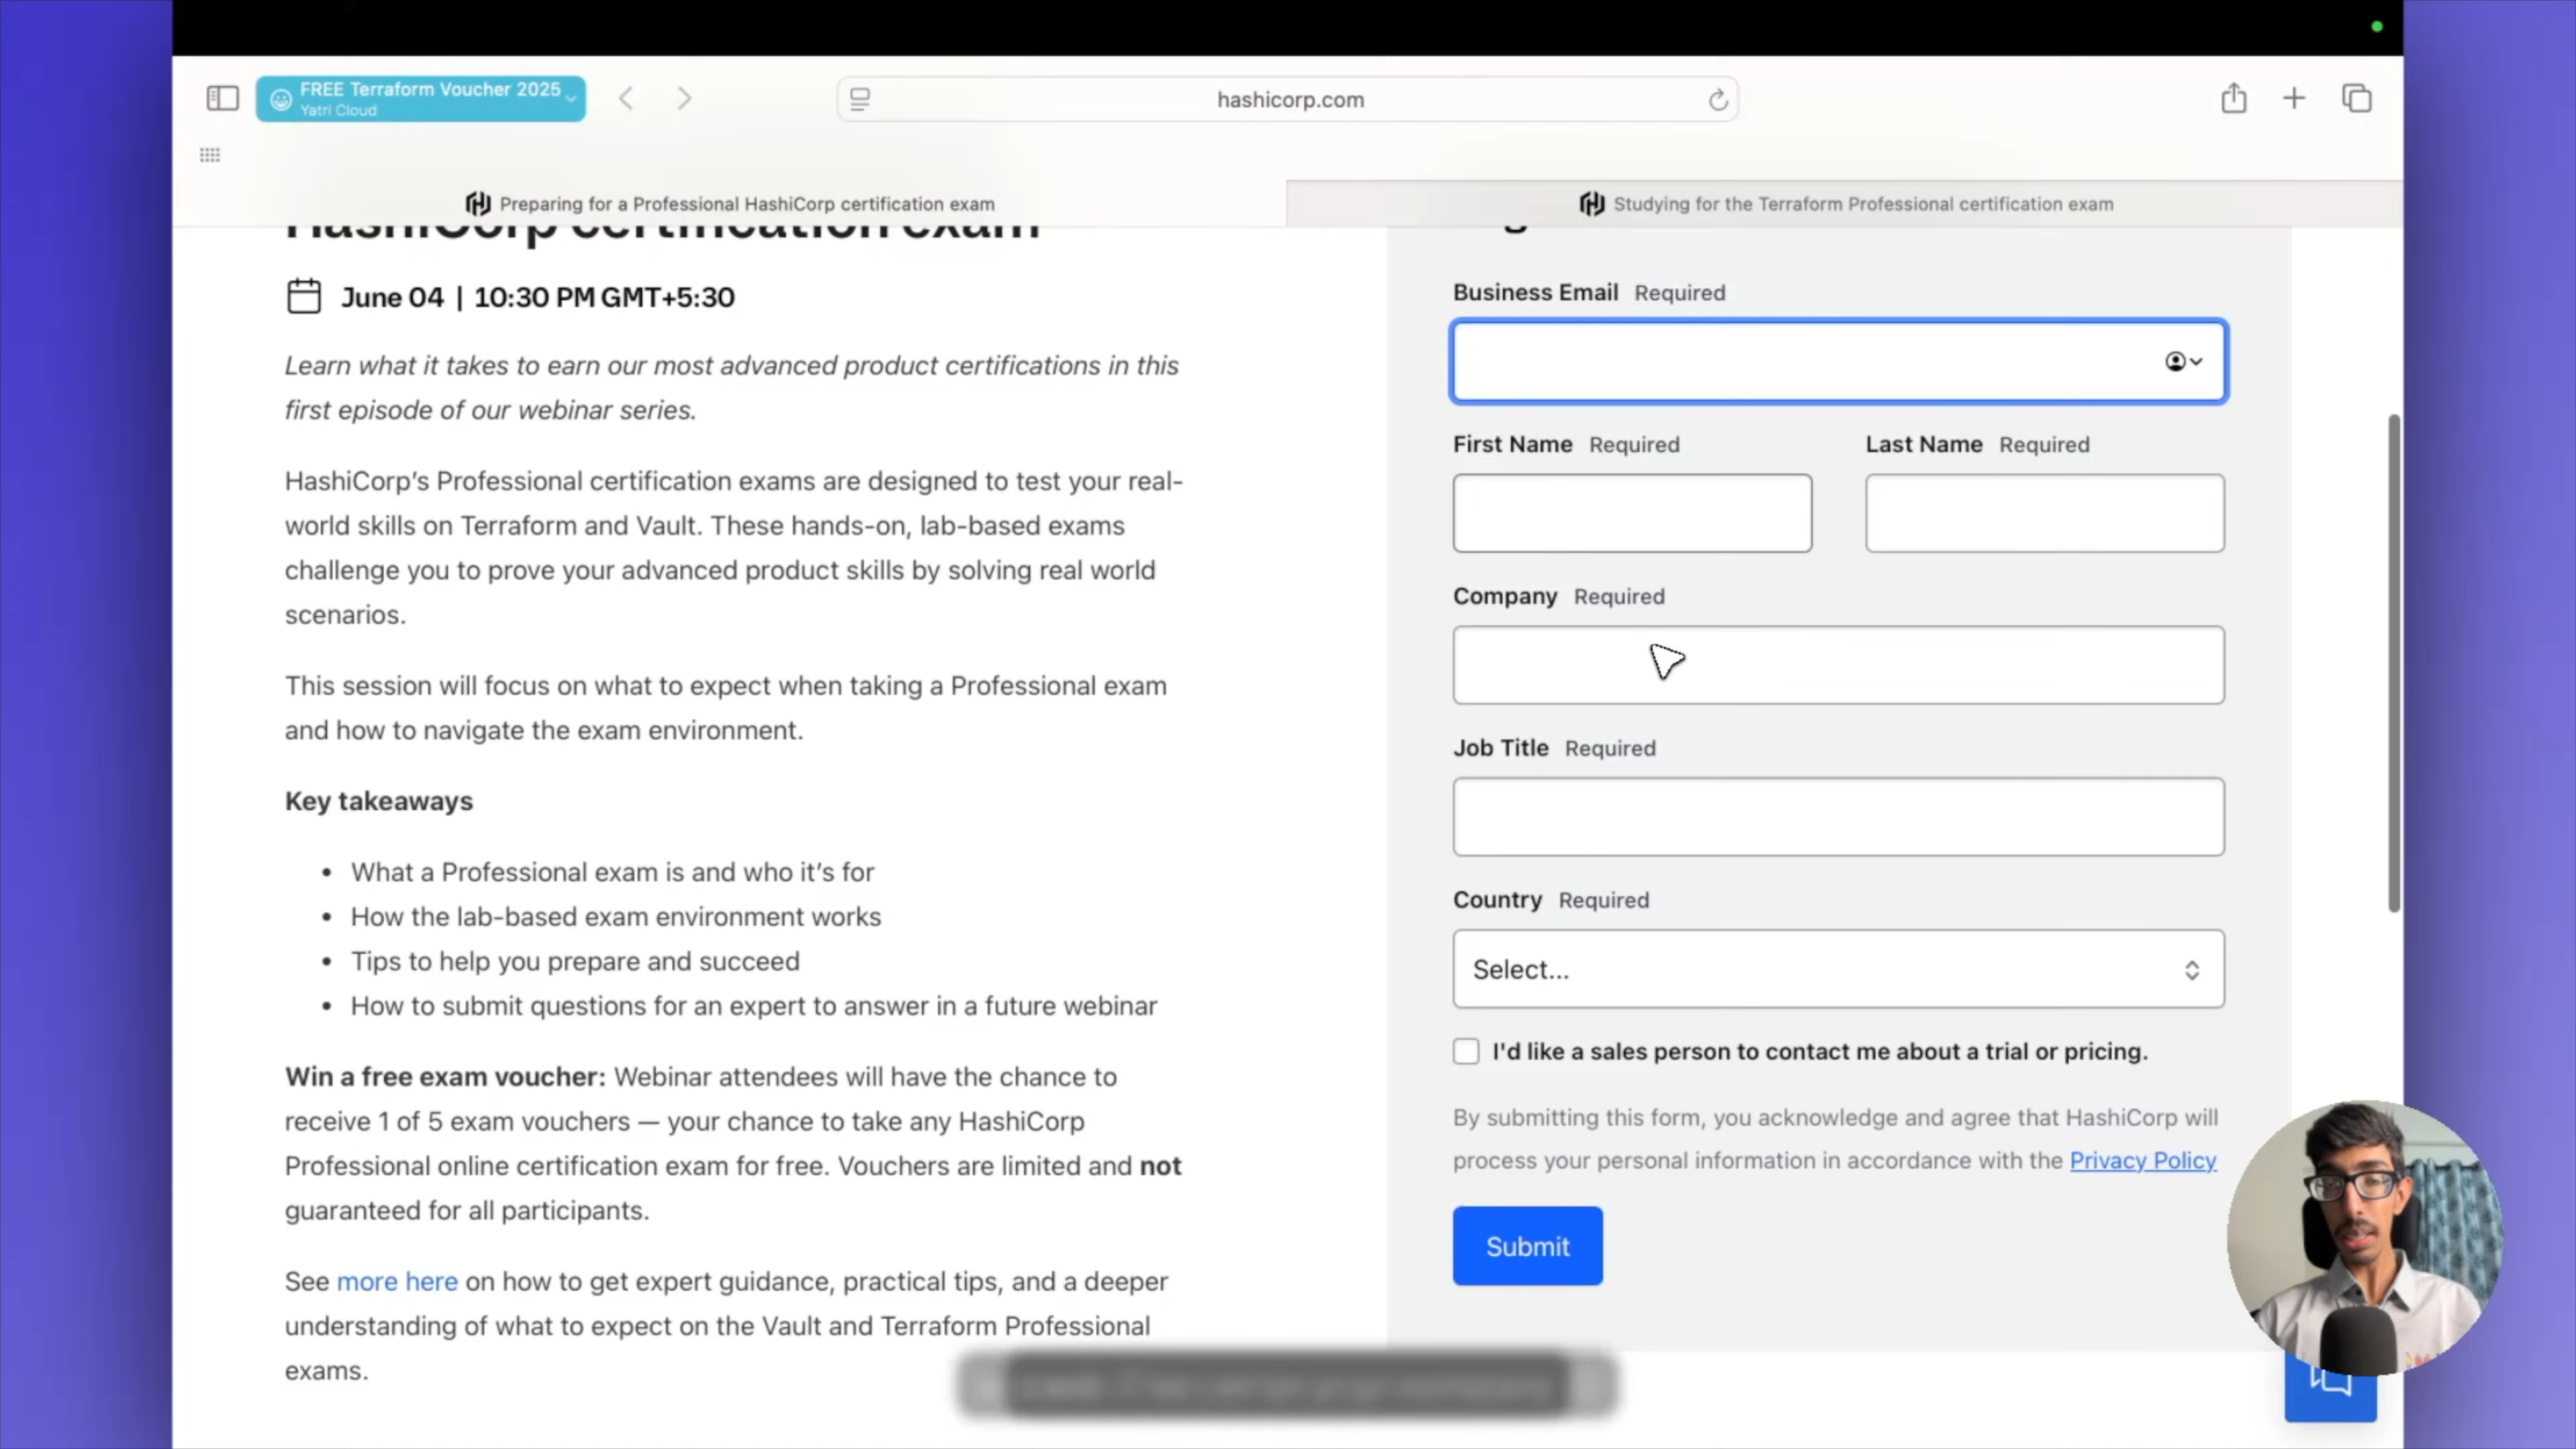 FREE Terraform Voucher 2025
Yatri Cloud
hashicorp.com
Preparing for a Professional HashiCorp certification exam
Studying for the Terraform Professional certification exam
HashiCorp certification exam
June 04 | 10:30 PM GMT+5:30
Learn what it takes to earn our most advanced product certifications in this
first episode of our webinar series.
HashiCorp’s Professional certification exams are designed to test your real-
world skills on Terraform and Vault. These hands-on, lab-based exams
challenge you to prove your advanced product skills by solving real world
scenarios.
This session will focus on what to expect when taking a Professional exam
and how to navigate the exam environment.
Key takeaways
• What a Professional exam is and who it’s for
• How the lab-based exam environment works
• Tips to help you prepare and succeed
• How to submit questions for an expert to answer in a future webinar
Win a free exam voucher: Webinar attendees will have the chance to
receive 1 of 5 exam vouchers — your chance to take any HashiCorp
Professional online certification exam for free. Vouchers are limited and not
guaranteed for all participants.
See more here on how to get expert guidance, practical tips, and a deeper
understanding of what to expect on the Vault and Terraform Professional
exams.
Business Email Required
First Name Required
Last Name Required
Company Required
Job Title Required
Country Required
Select...
I'd like a sales person to contact me about a trial or pricing.
By submitting this form, you acknowledge and agree that HashiCorp will
process your personal information in accordance with the Privacy Policy
Submit